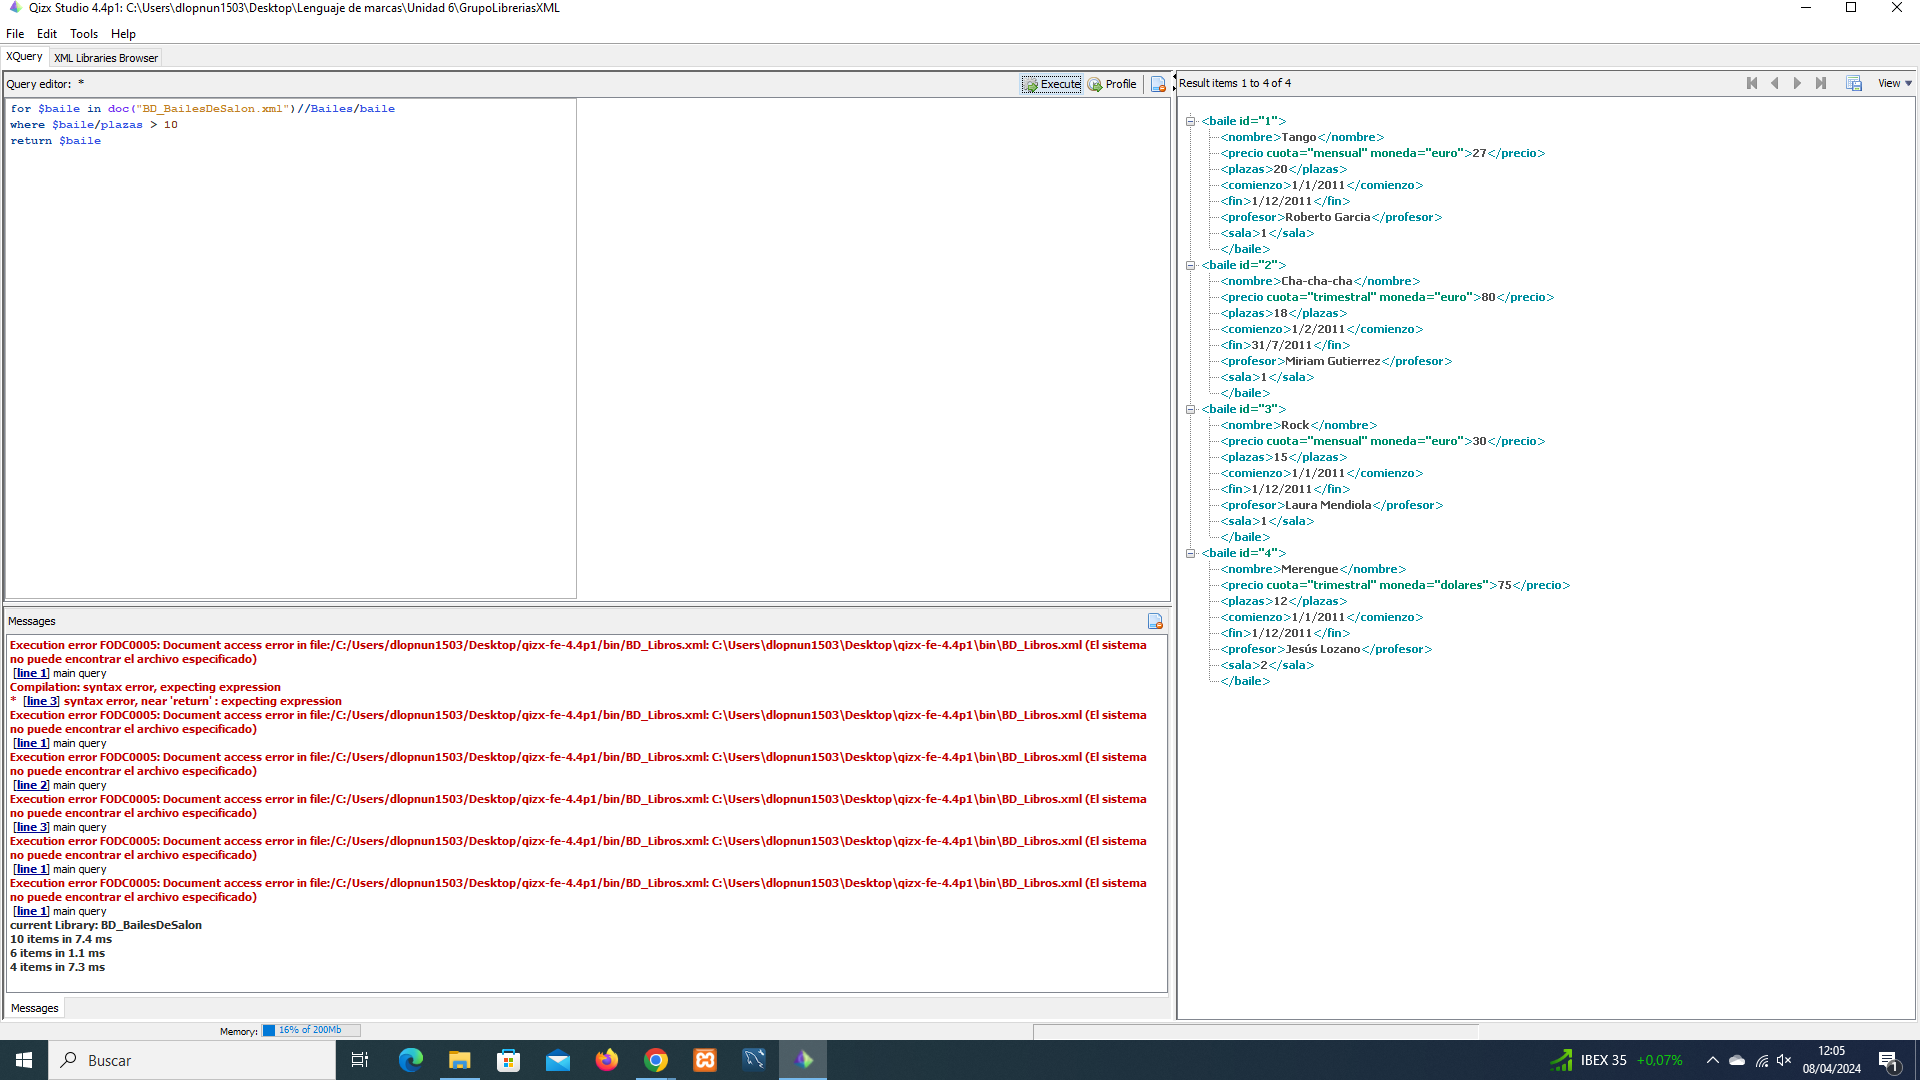 Qizx Studio 4.4p1: C:\Users\dlopnun1503\Desktop\Lenguaje de marcas\Unidad 6\GrupoLibreriasXML
File Edit Tools Help
XQuery XML Libraries Browser
Query editor: *
Execute Profile
for $baile in doc("BD_BailesDeSalon.xml")//Bailes/baile
where $baile/plazas > 10
return $baile
Messages
Execution error FODC0005: Document access error in file:/C:/Users/dlopnun1503/Desktop/qizx-fe-4.4p1/bin/BD_Libros.xml: C:\Users\dlopnun1503\Desktop\qizx-fe-4.4p1\bin\BD_Libros.xml (El sistema
no puede encontrar el archivo especificado)
[line 1] main query
Compilation: syntax error, expecting expression
* [line 3] syntax error, near 'return' : expecting expression
Execution error FODC0005: Document access error in file:/C:/Users/dlopnun1503/Desktop/qizx-fe-4.4p1/bin/BD_Libros.xml: C:\Users\dlopnun1503\Desktop\qizx-fe-4.4p1\bin\BD_Libros.xml (El sistema
no puede encontrar el archivo especificado)
[line 1] main query
Execution error FODC0005: Document access error in file:/C:/Users/dlopnun1503/Desktop/qizx-fe-4.4p1/bin/BD_Libros.xml: C:\Users\dlopnun1503\Desktop\qizx-fe-4.4p1\bin\BD_Libros.xml (El sistema
no puede encontrar el archivo especificado)
[line 2] main query
Execution error FODC0005: Document access error in file:/C:/Users/dlopnun1503/Desktop/qizx-fe-4.4p1/bin/BD_Libros.xml: C:\Users\dlopnun1503\Desktop\qizx-fe-4.4p1\bin\BD_Libros.xml (El sistema
no puede encontrar el archivo especificado)
[line 3] main query
Execution error FODC0005: Document access error in file:/C:/Users/dlopnun1503/Desktop/qizx-fe-4.4p1/bin/BD_Libros.xml: C:\Users\dlopnun1503\Desktop\qizx-fe-4.4p1\bin\BD_Libros.xml (El sistema
no puede encontrar el archivo especificado)
[line 1] main query
Execution error FODC0005: Document access error in file:/C:/Users/dlopnun1503/Desktop/qizx-fe-4.4p1/bin/BD_Libros.xml: C:\Users\dlopnun1503\Desktop\qizx-fe-4.4p1\bin\BD_Libros.xml (El sistema
no puede encontrar el archivo especificado)
[line 1] main query
current Library: BD_BailesDeSalon
10 items in 7.4 ms
6 items in 1.1 ms
4 items in 7.3 ms
Messages
Memory: 16% of 200Mb
Result items 1 to 4 of 4
View
<baile id="1">
<nombre>Tango</nombre>
<precio cuota="mensual" moneda="euro">27</precio>
<plazas>20</plazas>
<comienzo>1/1/2011</comienzo>
<fin>1/12/2011</fin>
<profesor>Roberto Garcia</profesor>
<sala>1</sala>
</baile>
<baile id="2">
<nombre>Cha-cha-cha</nombre>
<precio cuota="trimestral" moneda="euro">80</precio>
<plazas>18</plazas>
<comienzo>1/2/2011</comienzo>
<fin>31/7/2011</fin>
<profesor>Miriam Gutierrez</profesor>
<sala>1</sala>
</baile>
<baile id="3">
<nombre>Rock</nombre>
<precio cuota="mensual" moneda="euro">30</precio>
<plazas>15</plazas>
<comienzo>1/1/2011</comienzo>
<fin>1/12/2011</fin>
<profesor>Laura Mendiola</profesor>
<sala>1</sala>
</baile>
<baile id="4">
<nombre>Merengue</nombre>
<precio cuota="trimestral" moneda="dolares">75</precio>
<plazas>12</plazas>
<comienzo>1/1/2011</comienzo>
<fin>1/12/2011</fin>
<profesor>Jesús Lozano</profesor>
<sala>2</sala>
</baile>
Buscar
IBEX 35 +0,07%
12:05
08/04/2024
1